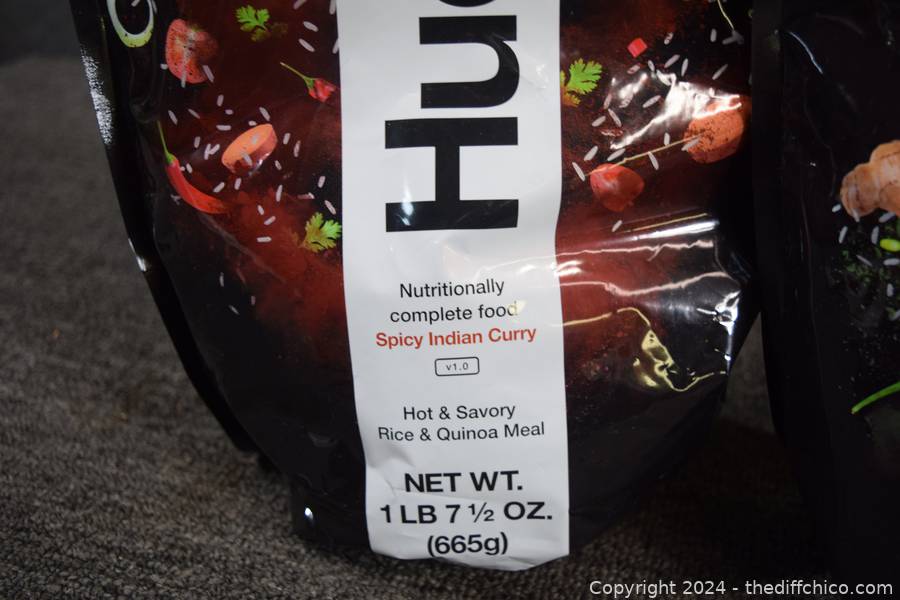 Hu
Nutritionally
complete food
Spicy Indian Curry
v1.0
Hot & Savory
Rice & Quinoa Meal
NET WT.
1 LB 7 ½ OZ.
(665g)
Copyright 2024 - thediffchico.com